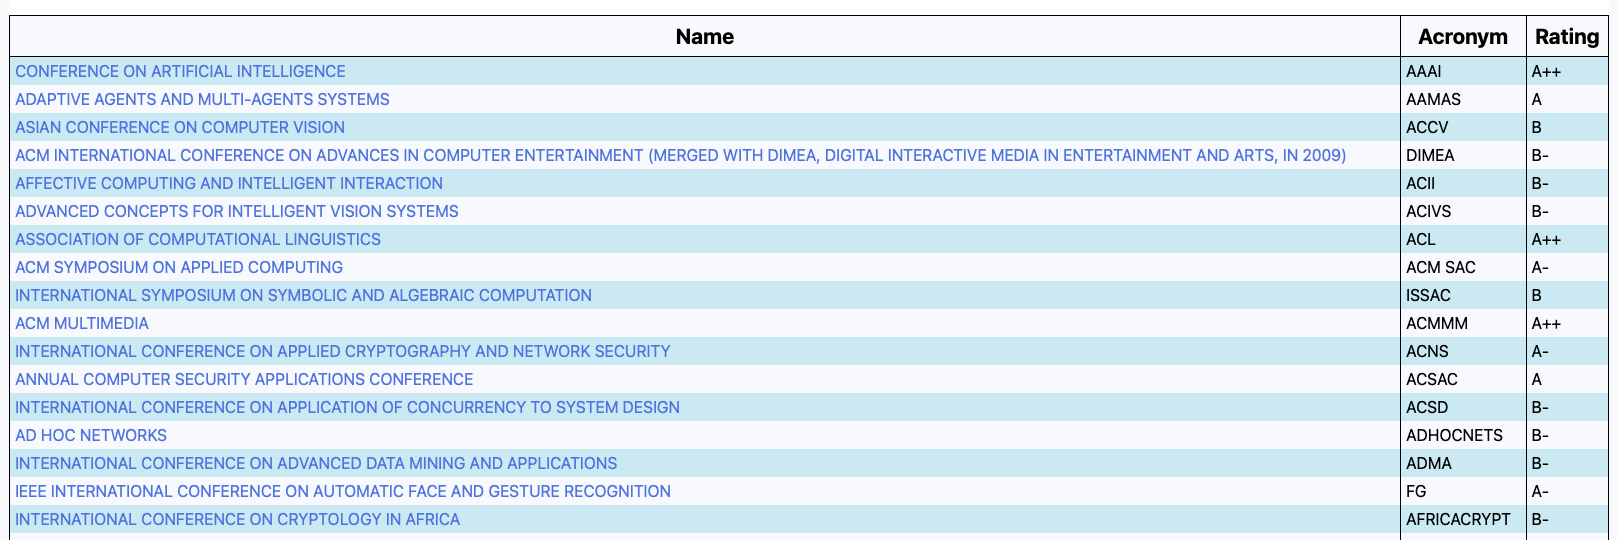 Name Acronym Rating
CONFERENCE ON ARTIFICIAL INTELLIGENCE AAAI A++
ADAPTIVE AGENTS AND MULTI-AGENTS SYSTEMS AAMAS A
ASIAN CONFERENCE ON COMPUTER VISION ACCV B
ACM INTERNATIONAL CONFERENCE ON ADVANCES IN COMPUTER ENTERTAINMENT (MERGED WITH DIMEA, DIGITAL INTERACTIVE MEDIA IN ENTERTAINMENT AND ARTS, IN 2009) DIMEA B-
AFFECTIVE COMPUTING AND INTELLIGENT INTERACTION ACII B-
ADVANCED CONCEPTS FOR INTELLIGENT VISION SYSTEMS ACIVS B-
ASSOCIATION OF COMPUTATIONAL LINGUISTICS ACL A++
ACM SYMPOSIUM ON APPLIED COMPUTING ACM SAC A-
INTERNATIONAL SYMPOSIUM ON SYMBOLIC AND ALGEBRAIC COMPUTATION ISSAC B
ACM MULTIMEDIA ACMMM A++
INTERNATIONAL CONFERENCE ON APPLIED CRYPTOGRAPHY AND NETWORK SECURITY ACNS A-
ANNUAL COMPUTER SECURITY APPLICATIONS CONFERENCE ACSAC A
INTERNATIONAL CONFERENCE ON APPLICATION OF CONCURRENCY TO SYSTEM DESIGN ACSD B-
AD HOC NETWORKS ADHOCNETS B-
INTERNATIONAL CONFERENCE ON ADVANCED DATA MINING AND APPLICATIONS ADMA B-
IEEE INTERNATIONAL CONFERENCE ON AUTOMATIC FACE AND GESTURE RECOGNITION FG A-
INTERNATIONAL CONFERENCE ON CRYPTOLOGY IN AFRICA AFRICACRYPT B-